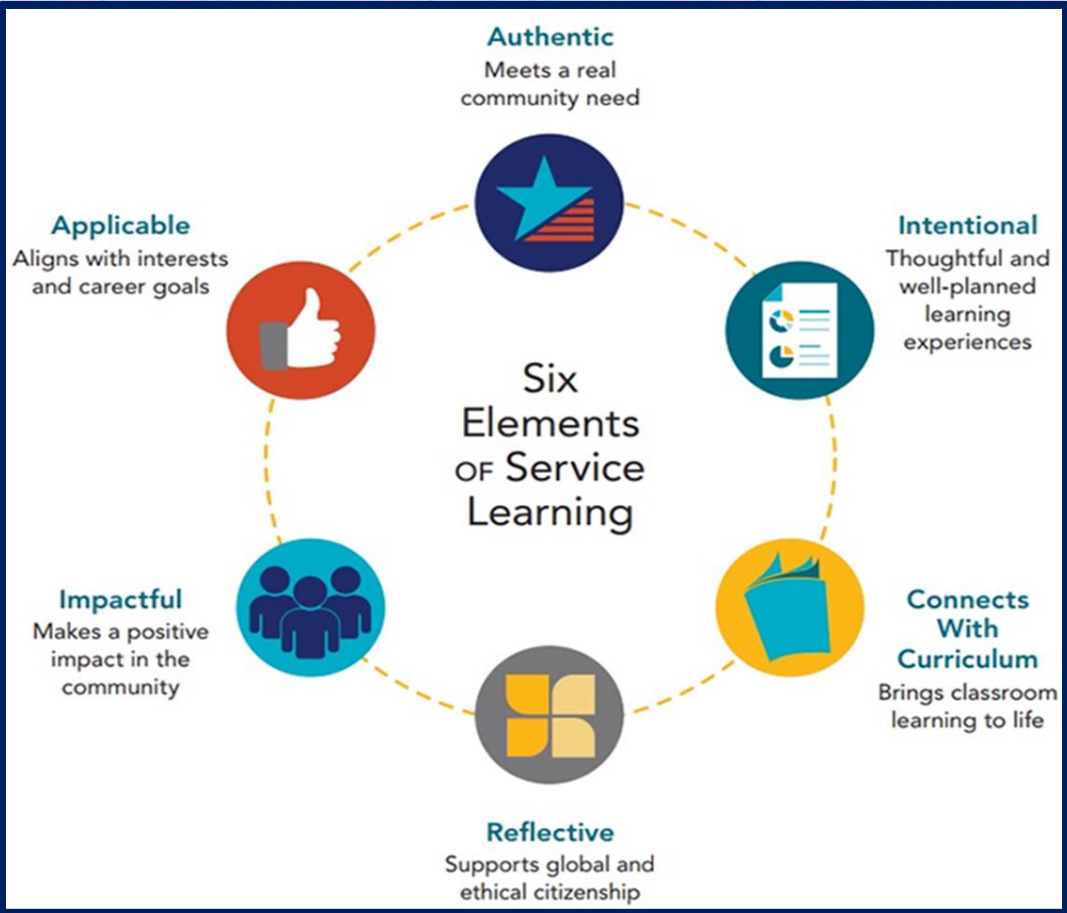 Authentic
Meets a real
community need
Applicable
Aligns with interests
and career goals
Intentional
Thoughtful and
well-planned
learning
experiences
Six
Elements
OF Service
Learning
Impactful
Makes a positive
impact in the
community
Connects
With
Curriculum
Brings classroom
learning to life
Reflective
Supports global and
ethical citizenship